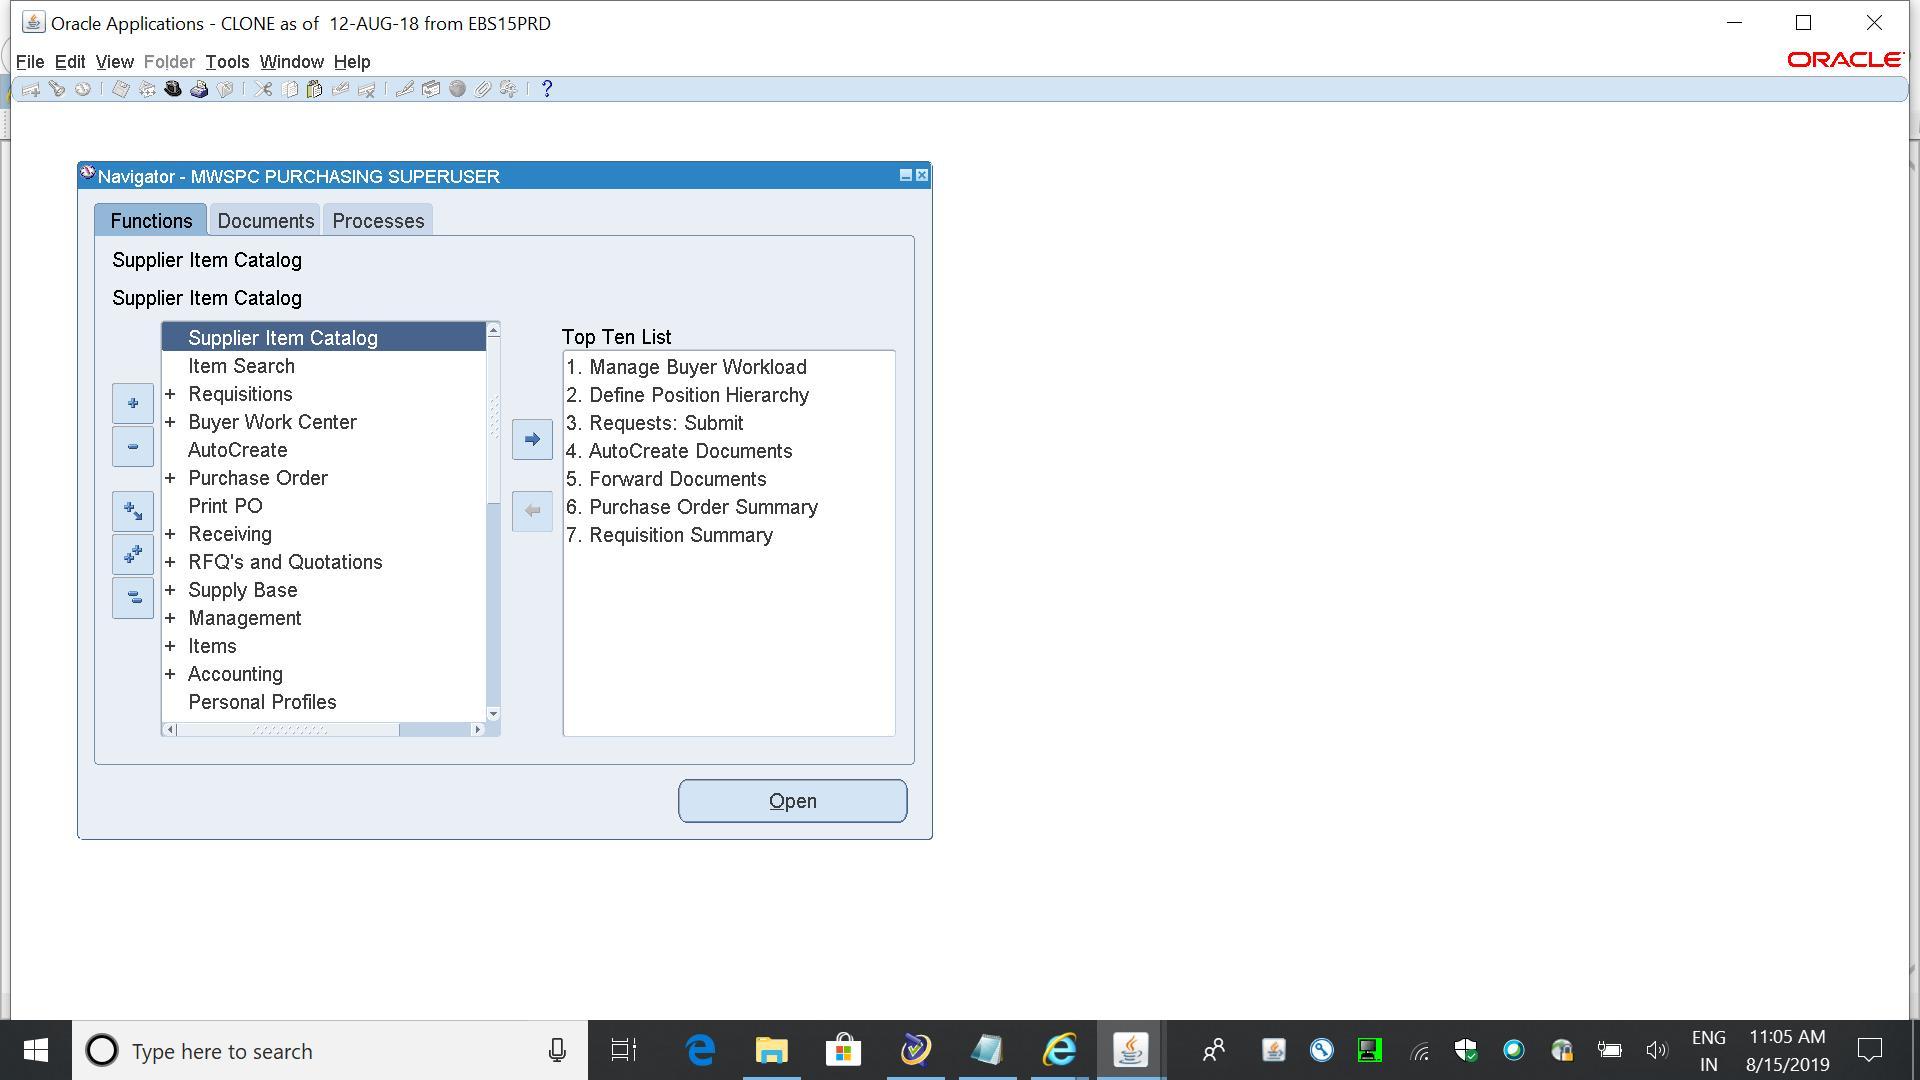 Oracle Applications - CLONE as of  12-AUG-18 from EBS15PRD
File Edit View Folder Tools Window Help
ORACLE
Navigator - MWSPC PURCHASING SUPERUSER
Functions Documents Processes
Supplier Item Catalog
Supplier Item Catalog
Supplier Item Catalog
Item Search
+ Requisitions
+ Buyer Work Center
AutoCreate
+ Purchase Order
Print PO
+ Receiving
+ RFQ's and Quotations
+ Supply Base
+ Management
+ Items
+ Accounting
Personal Profiles
Top Ten List
1. Manage Buyer Workload
2. Define Position Hierarchy
3. Requests: Submit
4. AutoCreate Documents
5. Forward Documents
6. Purchase Order Summary
7. Requisition Summary
Open
Type here to search
ENG
IN
11:05 AM
8/15/2019